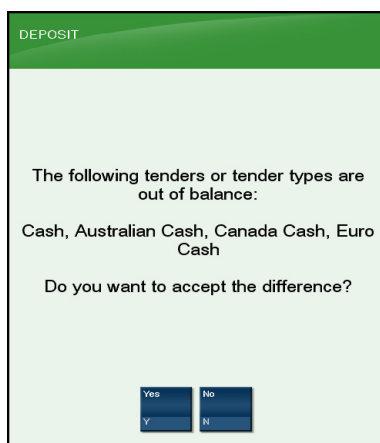 DEPOSIT
The following tenders or tender types are
out of balance:
Cash, Australian Cash, Canada Cash, Euro
Cash
Do you want to accept the difference?
Yes No
Y N